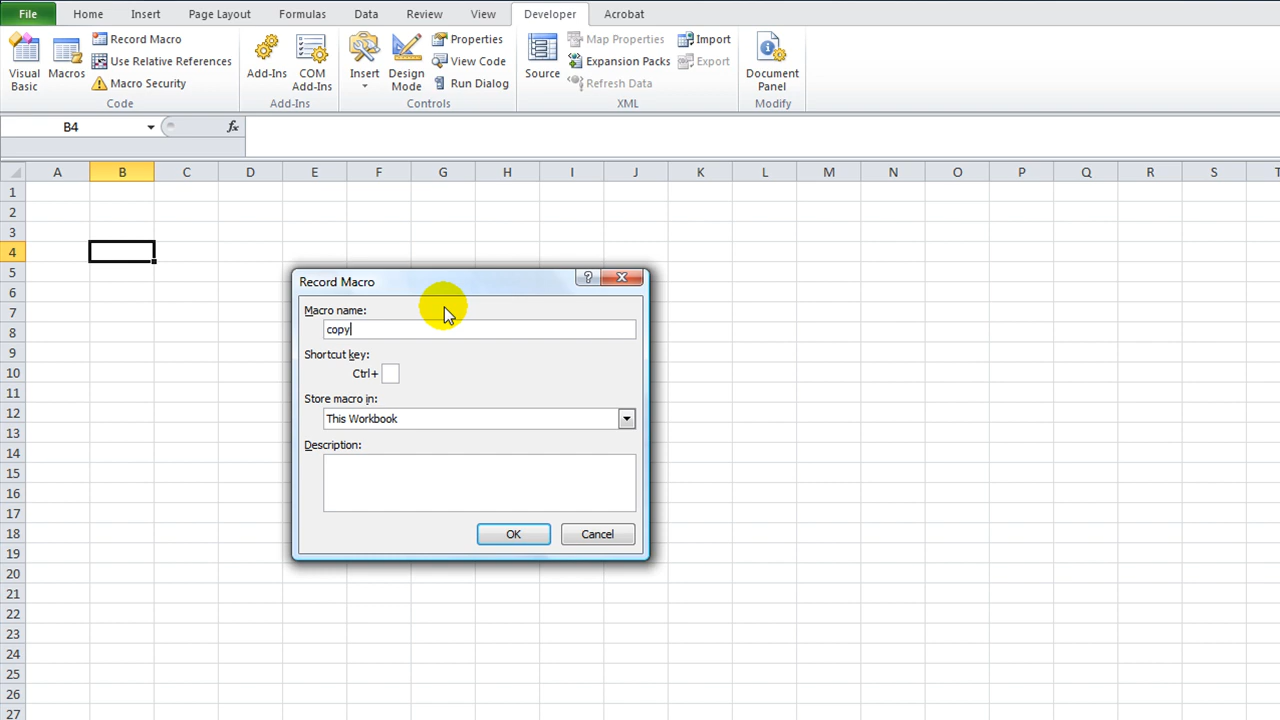 File Home Insert Page Layout Formulas Data Review View Developer Acrobat
Visual Basic
Macros
Record Macro
Use Relative References
Macro Security
Code
Add-Ins
COM Add-Ins
Add-Ins
Insert
Design Mode
Properties
View Code
Run Dialog
Controls
Source
Map Properties
Expansion Packs
Refresh Data
Import
Export
XML
Document Panel
Modify
B4 fx
A B C D E F G H I J K L M N O P Q R S T
1
2
3
4
5
6
7
8
9
10
11
12
13
14
15
16
17
18
19
20
21
22
23
24
25
26
27
Record Macro
?
Macro name:
copy
Shortcut key:
Ctrl+
Store macro in:
This Workbook
Description:
OK Cancel